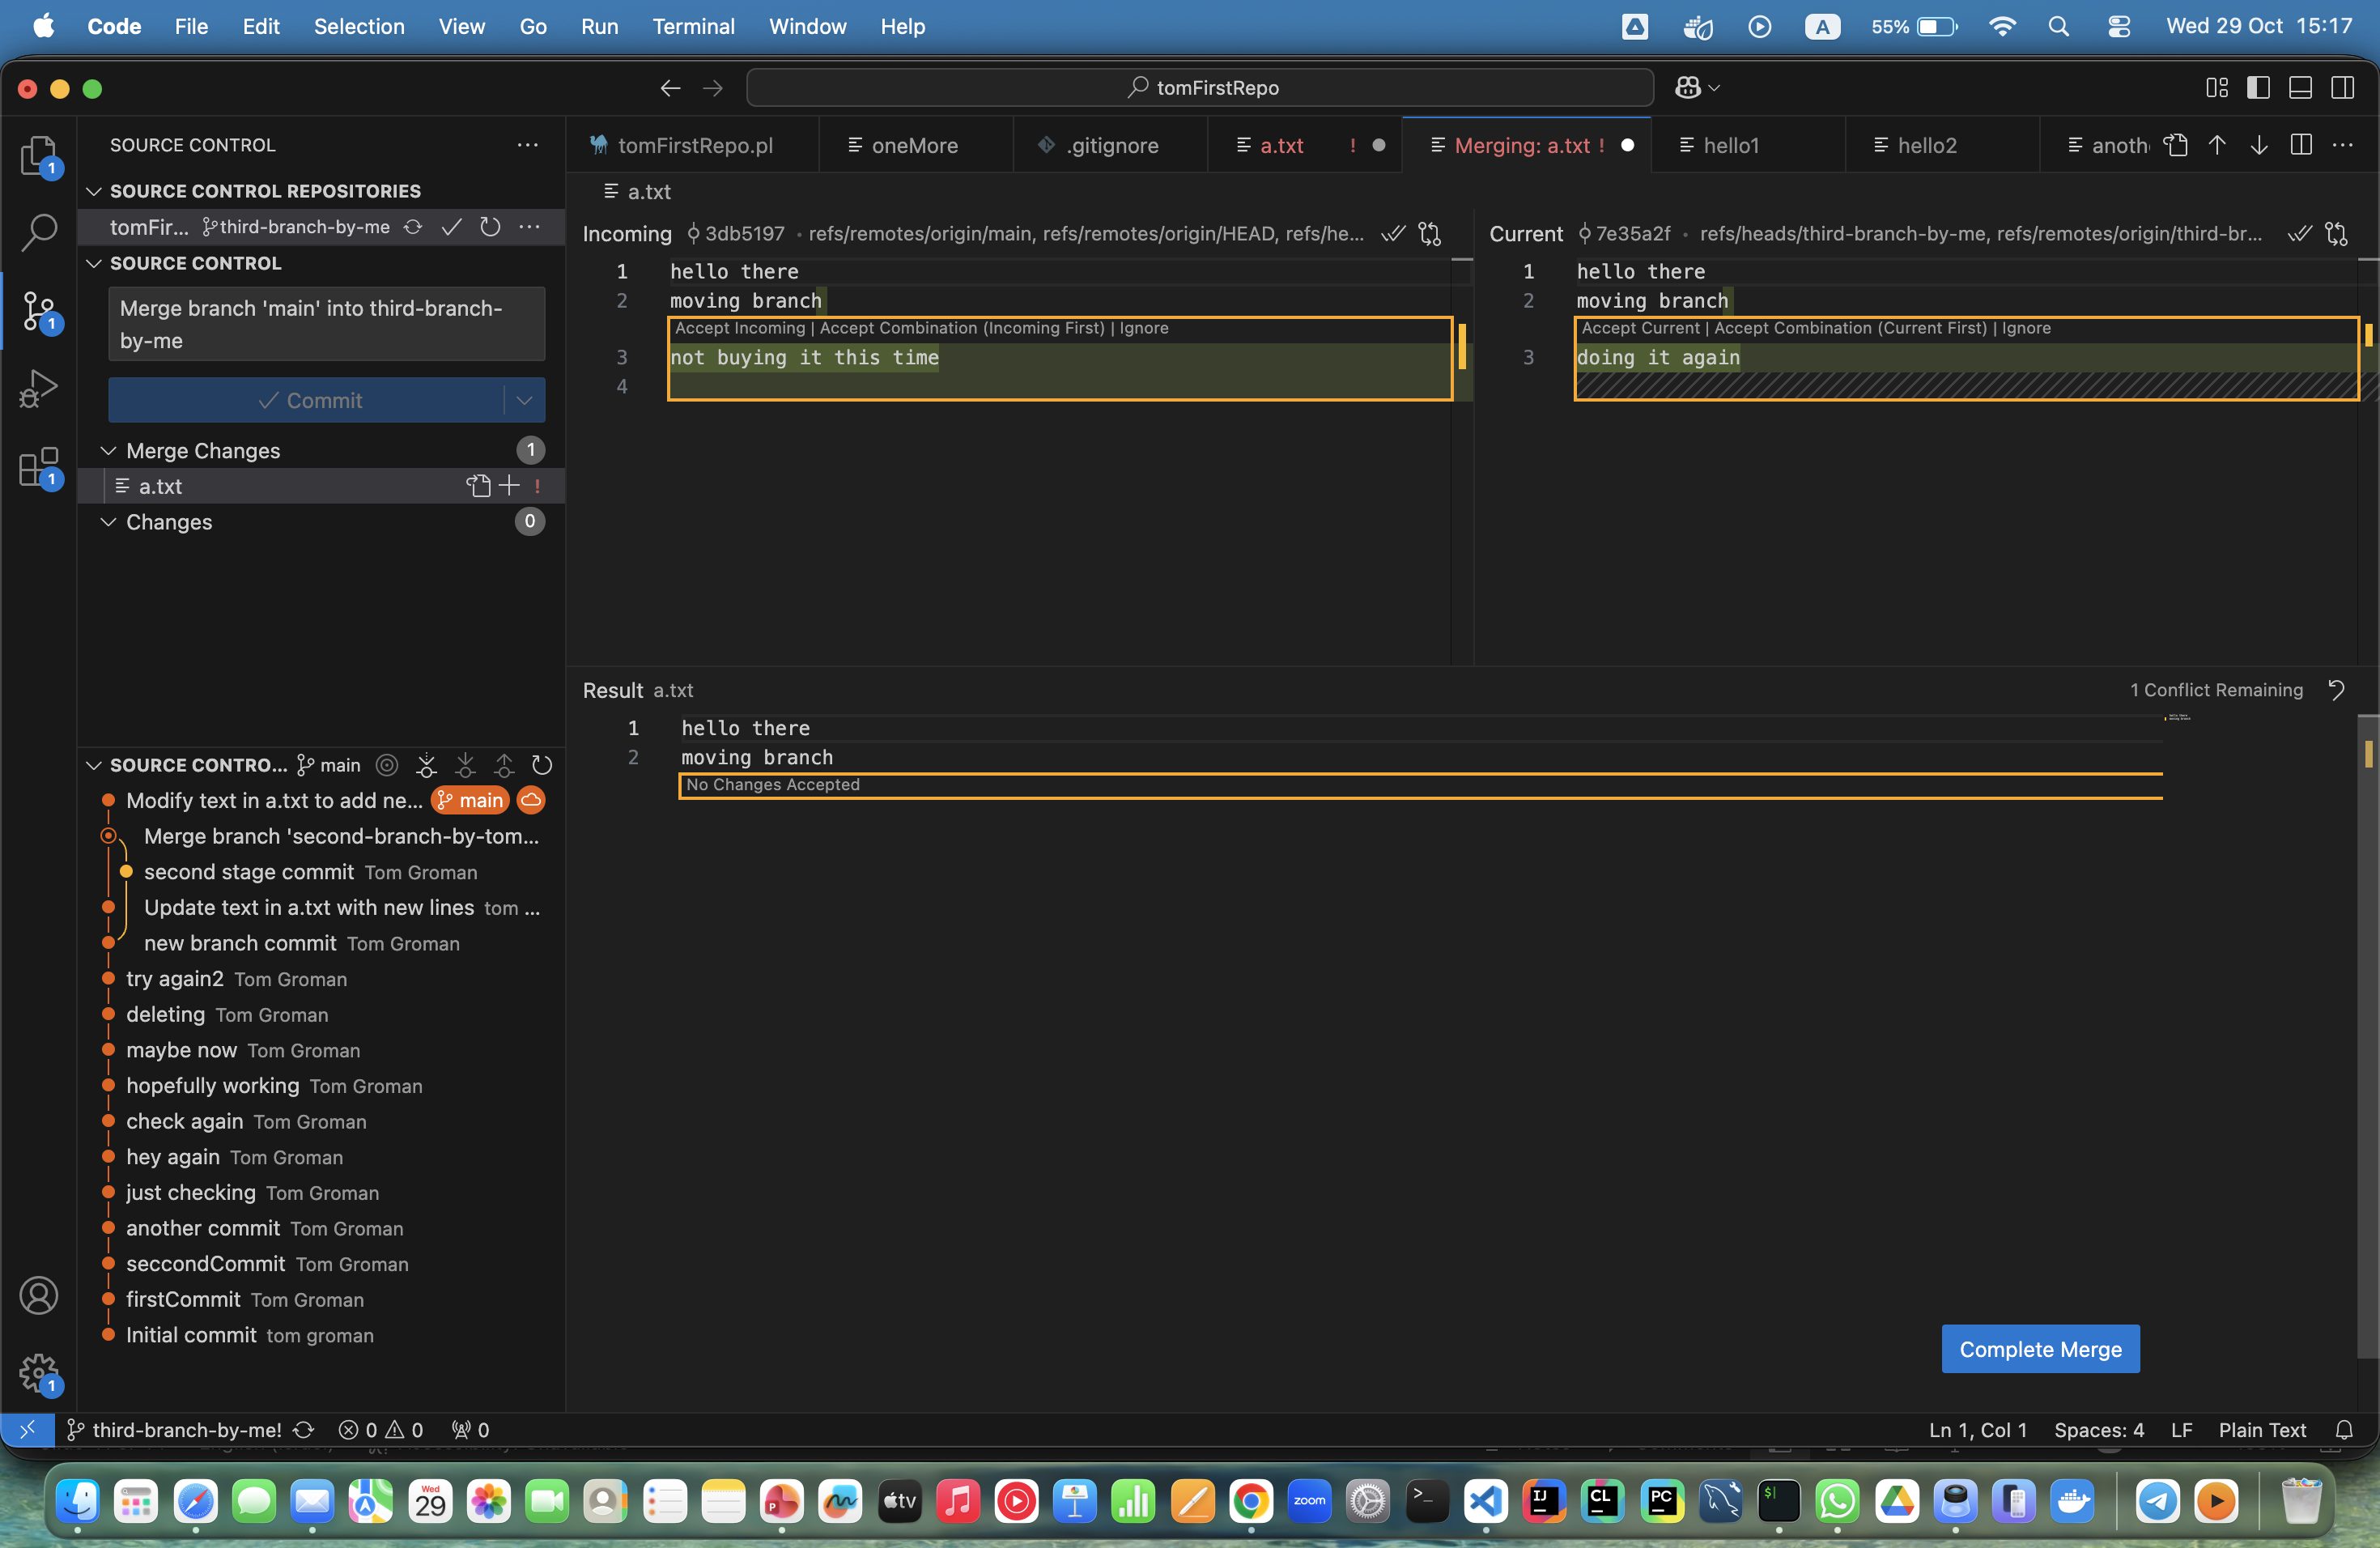 Code File Edit Selection View Go Run Terminal Window Help A 55% Wed 29 Oct 15:17
tomFirstRepo
SOURCE CONTROL
tomFirstRepo.pl oneMore .gitignore a.txt ! Merging: a.txt ! hello1 hello2 anoth
SOURCE CONTROL REPOSITORIES
a.txt
tomFir... third-branch-by-me
Incoming 3db5197 • refs/remotes/origin/main, refs/remotes/origin/HEAD, refs/he...
Current 7e35a2f • refs/heads/third-branch-by-me, refs/remotes/origin/third-br...
SOURCE CONTROL
Merge branch 'main' into third-branch-
by-me
Commit
Merge Changes 1
a.txt !
Changes 0
1 hello there
2 moving branch
Accept Incoming | Accept Combination (Incoming First) | Ignore
3 not buying it this time
4
1 hello there
2 moving branch
Accept Current | Accept Combination (Current First) | Ignore
3 doing it again
Result a.txt
1 Conflict Remaining
1 hello there
2 moving branch
No Changes Accepted
SOURCE CONTRO... main
Modify text in a.txt to add ne... main
Merge branch 'second-branch-by-tom...
second stage commit Tom Groman
Update text in a.txt with new lines tom ...
new branch commit Tom Groman
try again2 Tom Groman
deleting Tom Groman
maybe now Tom Groman
hopefully working Tom Groman
check again Tom Groman
hey again Tom Groman
just checking Tom Groman
another commit Tom Groman
seccondCommit Tom Groman
firstCommit Tom Groman
Initial commit tom groman
Complete Merge
1
1
1
1
third-branch-by-me! 0 0 0
Ln 1, Col 1 Spaces: 4 LF Plain Text
Wed
29
P
tv
zoom
>_
IJ
CL
PC
$|